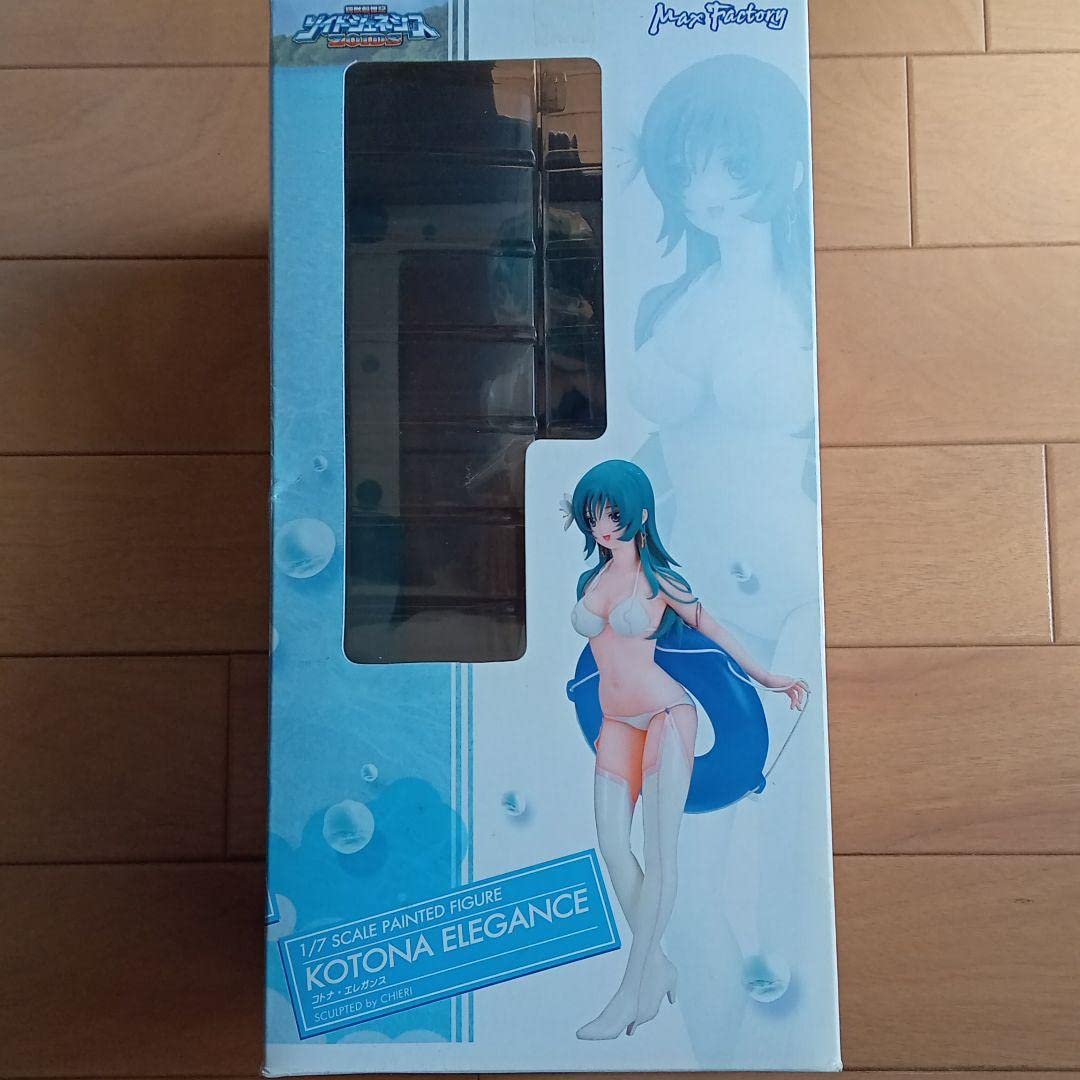 ゾイドジェネシス
ZOIDS
Max Factory
1/7 SCALE PAINTED FIGURE
KOTONA ELEGANCE
コトナ・エレガンス
SCULPTED by CHIERI